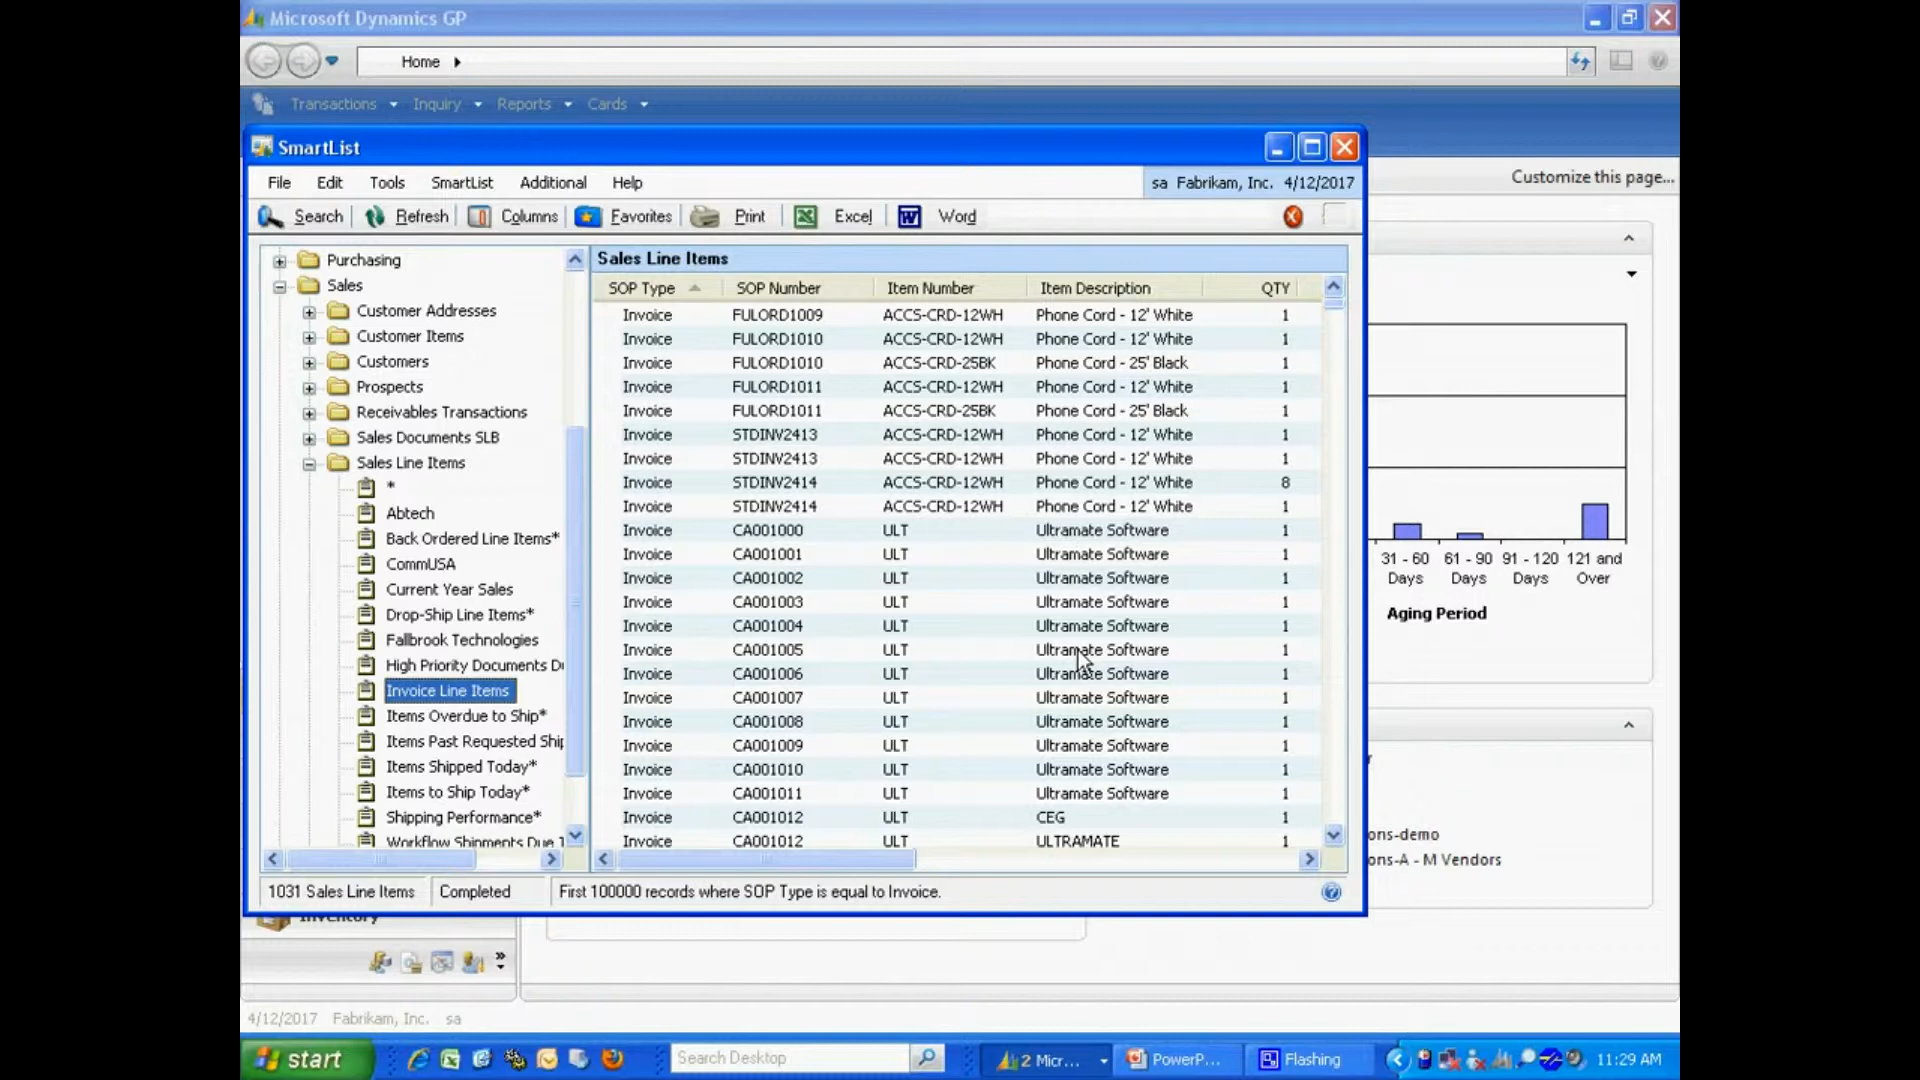 Microsoft Dynamics GP
Home
Transactions Inquiry Reports Cards
SmartList
Customize this page...
File Edit Tools SmartList Additional Help
sa Fabrikam, Inc. 4/12/2017
Search Refresh Columns Favorites Print Excel Word
Purchasing
Sales
Customer Addresses
Customer Items
Customers
Prospects
Receivables Transactions
Sales Documents SLB
Sales Line Items
*
Abtech
Back Ordered Line Items*
CommUSA
Current Year Sales
Drop-Ship Line Items*
Fallbrook Technologies
High Priority Documents D
Invoice Line Items
Items Overdue to Ship*
Items Past Requested Ship
Items Shipped Today*
Items to Ship Today*
Shipping Performance*
Workflow Shipments Due T
Sales Line Items
SOP Type SOP Number Item Number Item Description QTY
Invoice FULORD1009 ACCS-CRD-12WH Phone Cord - 12' White 1
Invoice FULORD1010 ACCS-CRD-12WH Phone Cord - 12' White 1
Invoice FULORD1010 ACCS-CRD-25BK Phone Cord - 25' Black 1
Invoice FULORD1011 ACCS-CRD-12WH Phone Cord - 12' White 1
Invoice FULORD1011 ACCS-CRD-25BK Phone Cord - 25' Black 1
Invoice STDINV2413 ACCS-CRD-12WH Phone Cord - 12' White 1
Invoice STDINV2413 ACCS-CRD-12WH Phone Cord - 12' White 1
Invoice STDINV2414 ACCS-CRD-12WH Phone Cord - 12' White 8
Invoice STDINV2414 ACCS-CRD-12WH Phone Cord - 12' White 1
Invoice CA001000 ULT Ultramate Software 1
Invoice CA001001 ULT Ultramate Software 1
Invoice CA001002 ULT Ultramate Software 1
Invoice CA001003 ULT Ultramate Software 1
Invoice CA001004 ULT Ultramate Software 1
Invoice CA001005 ULT Ultramate Software 1
Invoice CA001006 ULT Ultramate Software 1
Invoice CA001007 ULT Ultramate Software 1
Invoice CA001008 ULT Ultramate Software 1
Invoice CA001009 ULT Ultramate Software 1
Invoice CA001010 ULT Ultramate Software 1
Invoice CA001011 ULT Ultramate Software 1
Invoice CA001012 ULT CEG 1
Invoice CA001012 ULT ULTRAMATE 1
1031 Sales Line Items Completed First 100000 records where SOP Type is equal to Invoice.
31 - 60 61 - 90 91 - 120 121 and
Days Days Days Over
Aging Period
ons-demo
ons-A - M Vendors
Inventory
4/12/2017 Fabrikam, Inc. sa
start Search Desktop 2 Micr... PowerP... Flashing 11:29 AM